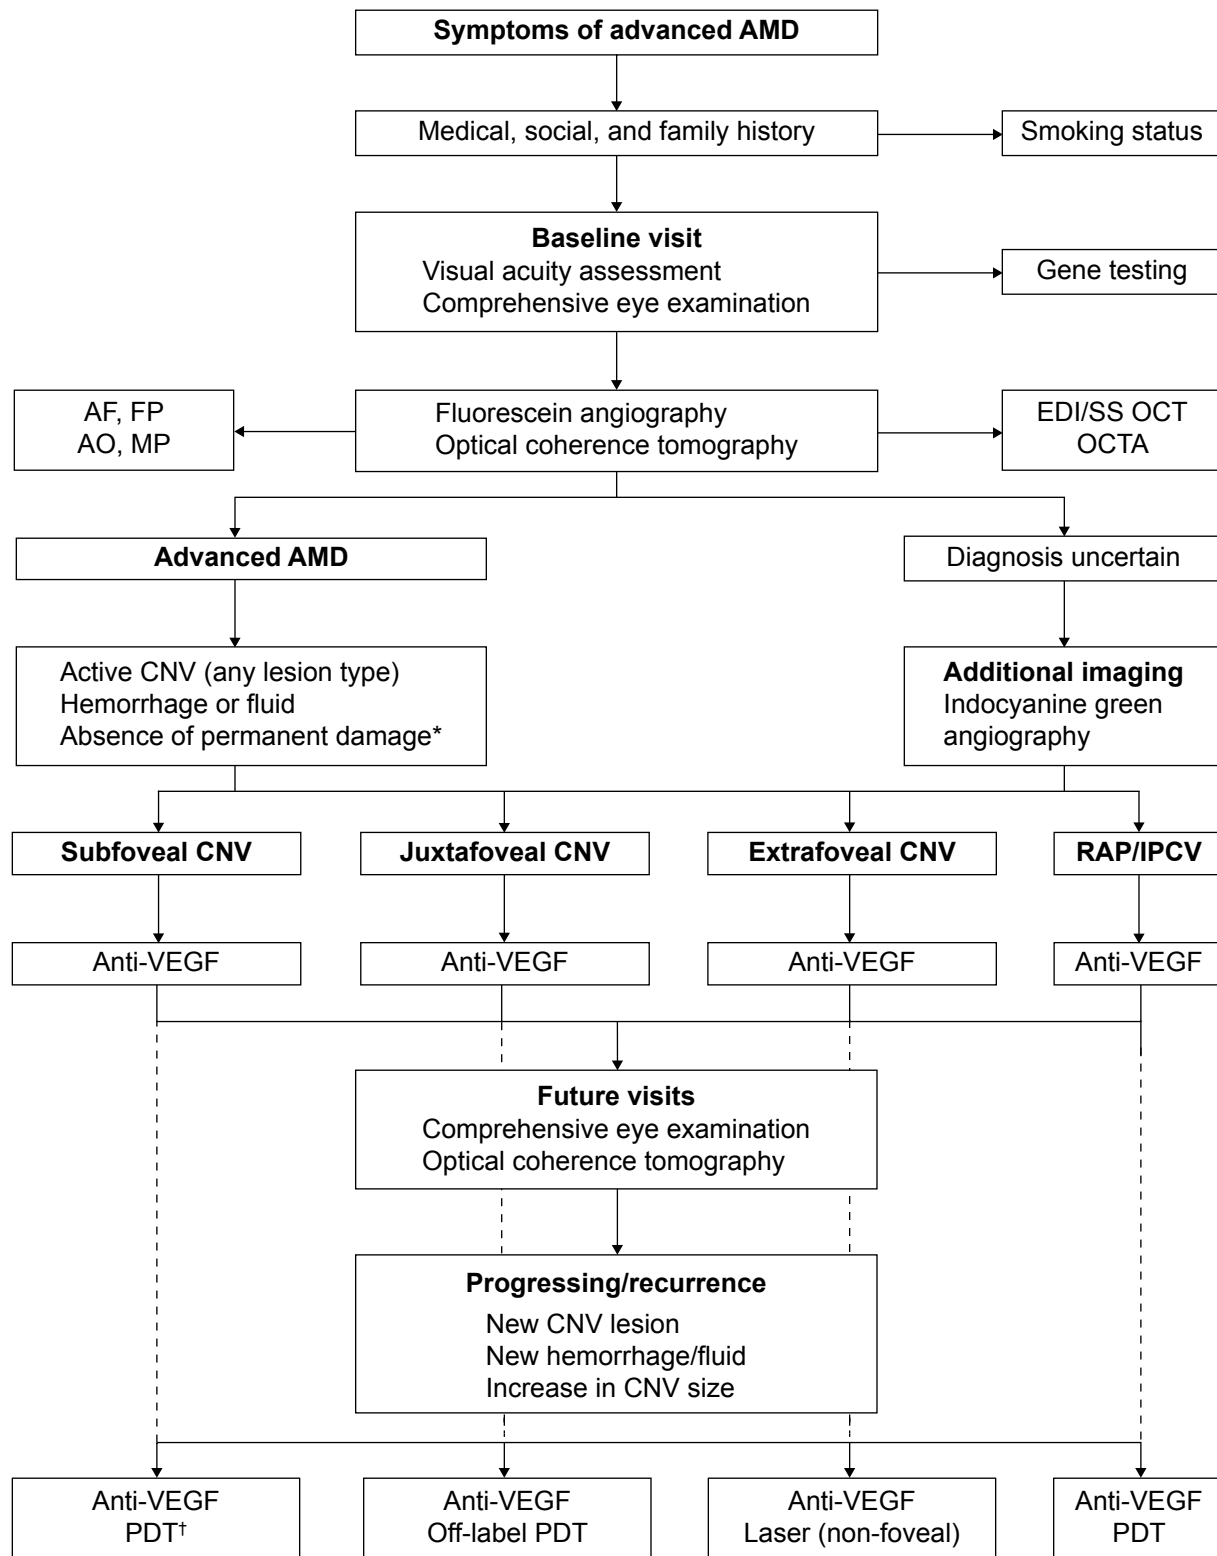 Symptoms of advanced AMD
Medical, social, and family history
Smoking status
Baseline visit
Visual acuity assessment
Comprehensive eye examination
Gene testing
AF, FP
AO, MP
Fluorescein angiography
Optical coherence tomography
EDI/SS OCT
OCTA
Advanced AMD
Diagnosis uncertain
Active CNV (any lesion type)
Hemorrhage or fluid
Absence of permanent damage*
Additional imaging
Indocyanine green
angiography
Subfoveal CNV
Juxtafoveal CNV
Extrafoveal CNV
RAP/IPCV
Anti-VEGF
Anti-VEGF
Anti-VEGF
Anti-VEGF
Future visits
Comprehensive eye examination
Optical coherence tomography
Progressing/recurrence
New CNV lesion
New hemorrhage/fluid
Increase in CNV size
Anti-VEGF
PDT†
Anti-VEGF
Off-label PDT
Anti-VEGF
Laser (non-foveal)
Anti-VEGF
PDT